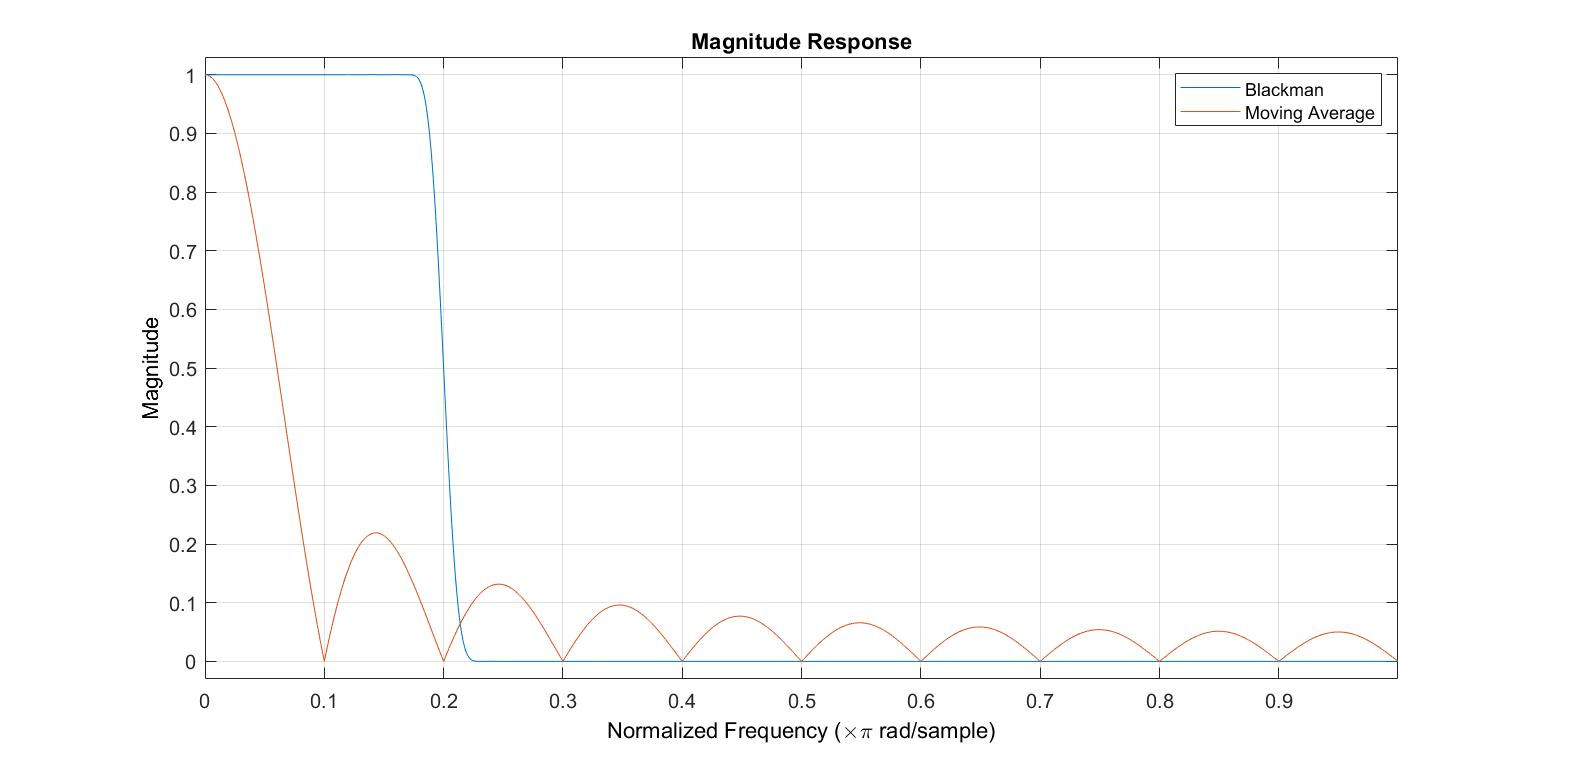 Magnitude Response
Blackman
Moving Average
1
0.9
0.8
0.7
0.6
0.5
0.4
0.3
0.2
0.1
0
Magnitude
0 0.1 0.2 0.3 0.4 0.5 0.6 0.7 0.8 0.9
Normalized Frequency (×π rad/sample)